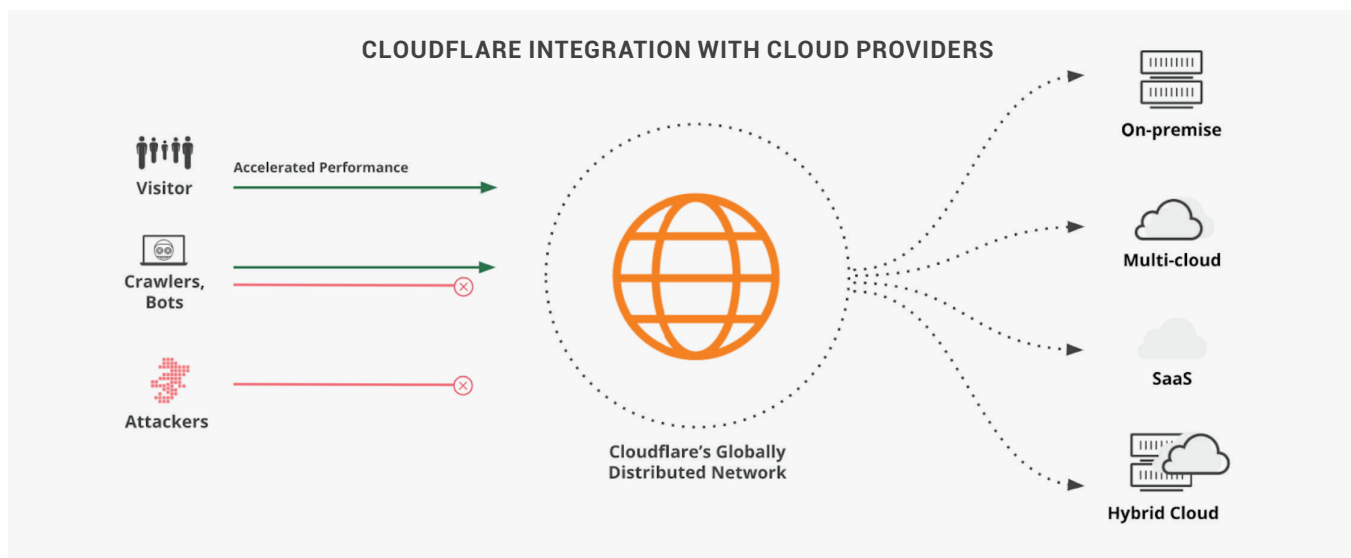 CLOUDFLARE INTEGRATION WITH CLOUD PROVIDERS
Visitor
Accelerated Performance
Crawlers,
Bots
Attackers
Cloudflare’s Globally
Distributed Network
On-premise
Multi-cloud
SaaS
Hybrid Cloud